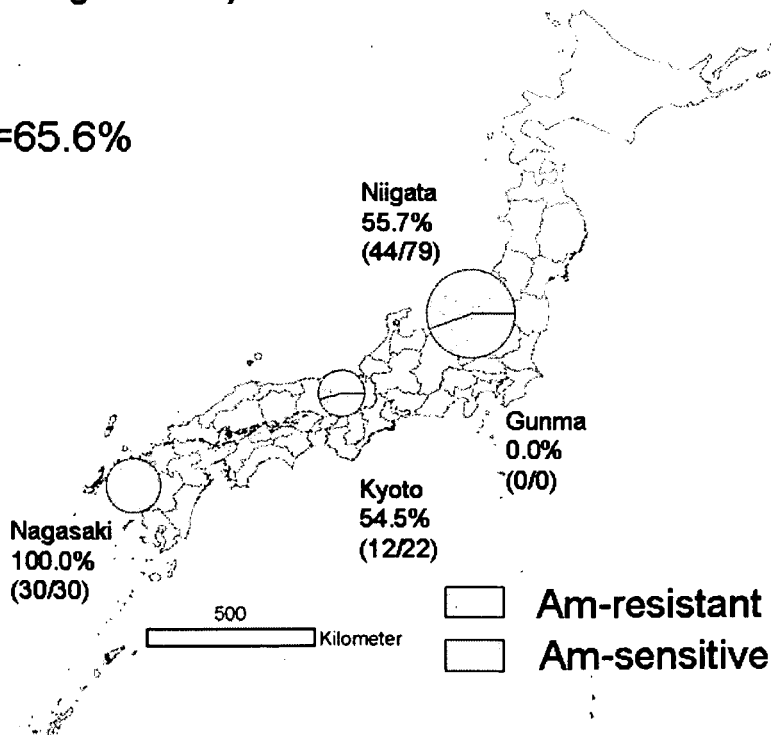 =65.6%
Niigata
55.7%
(44/79)
Gunma
0.0%
(0/0)
Kyoto
54.5%
(12/22)
Nagasaki
100.0%
(30/30)
500
Kilometer
Am-resistant
Am-sensitive